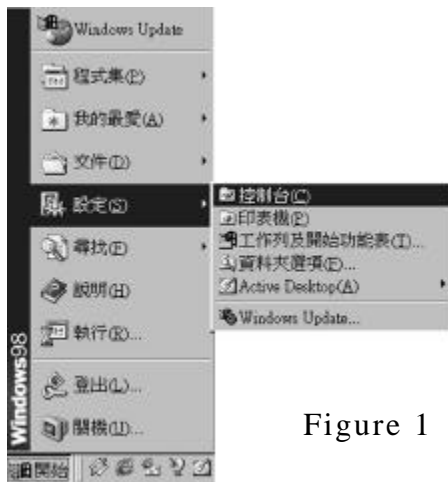 Windows Update
程式集(P)
我的最愛(A)
文件(D)
設定(S)
尋找(F)
說明(H)
執行(R)...
登出(L)...
關機(U)...
Windows98
開始
控制台(C)
印表機(P)
工作列及開始功能表(T)...
資料夾選項(F)...
Active Desktop(A)
Windows Update...
Figure 1